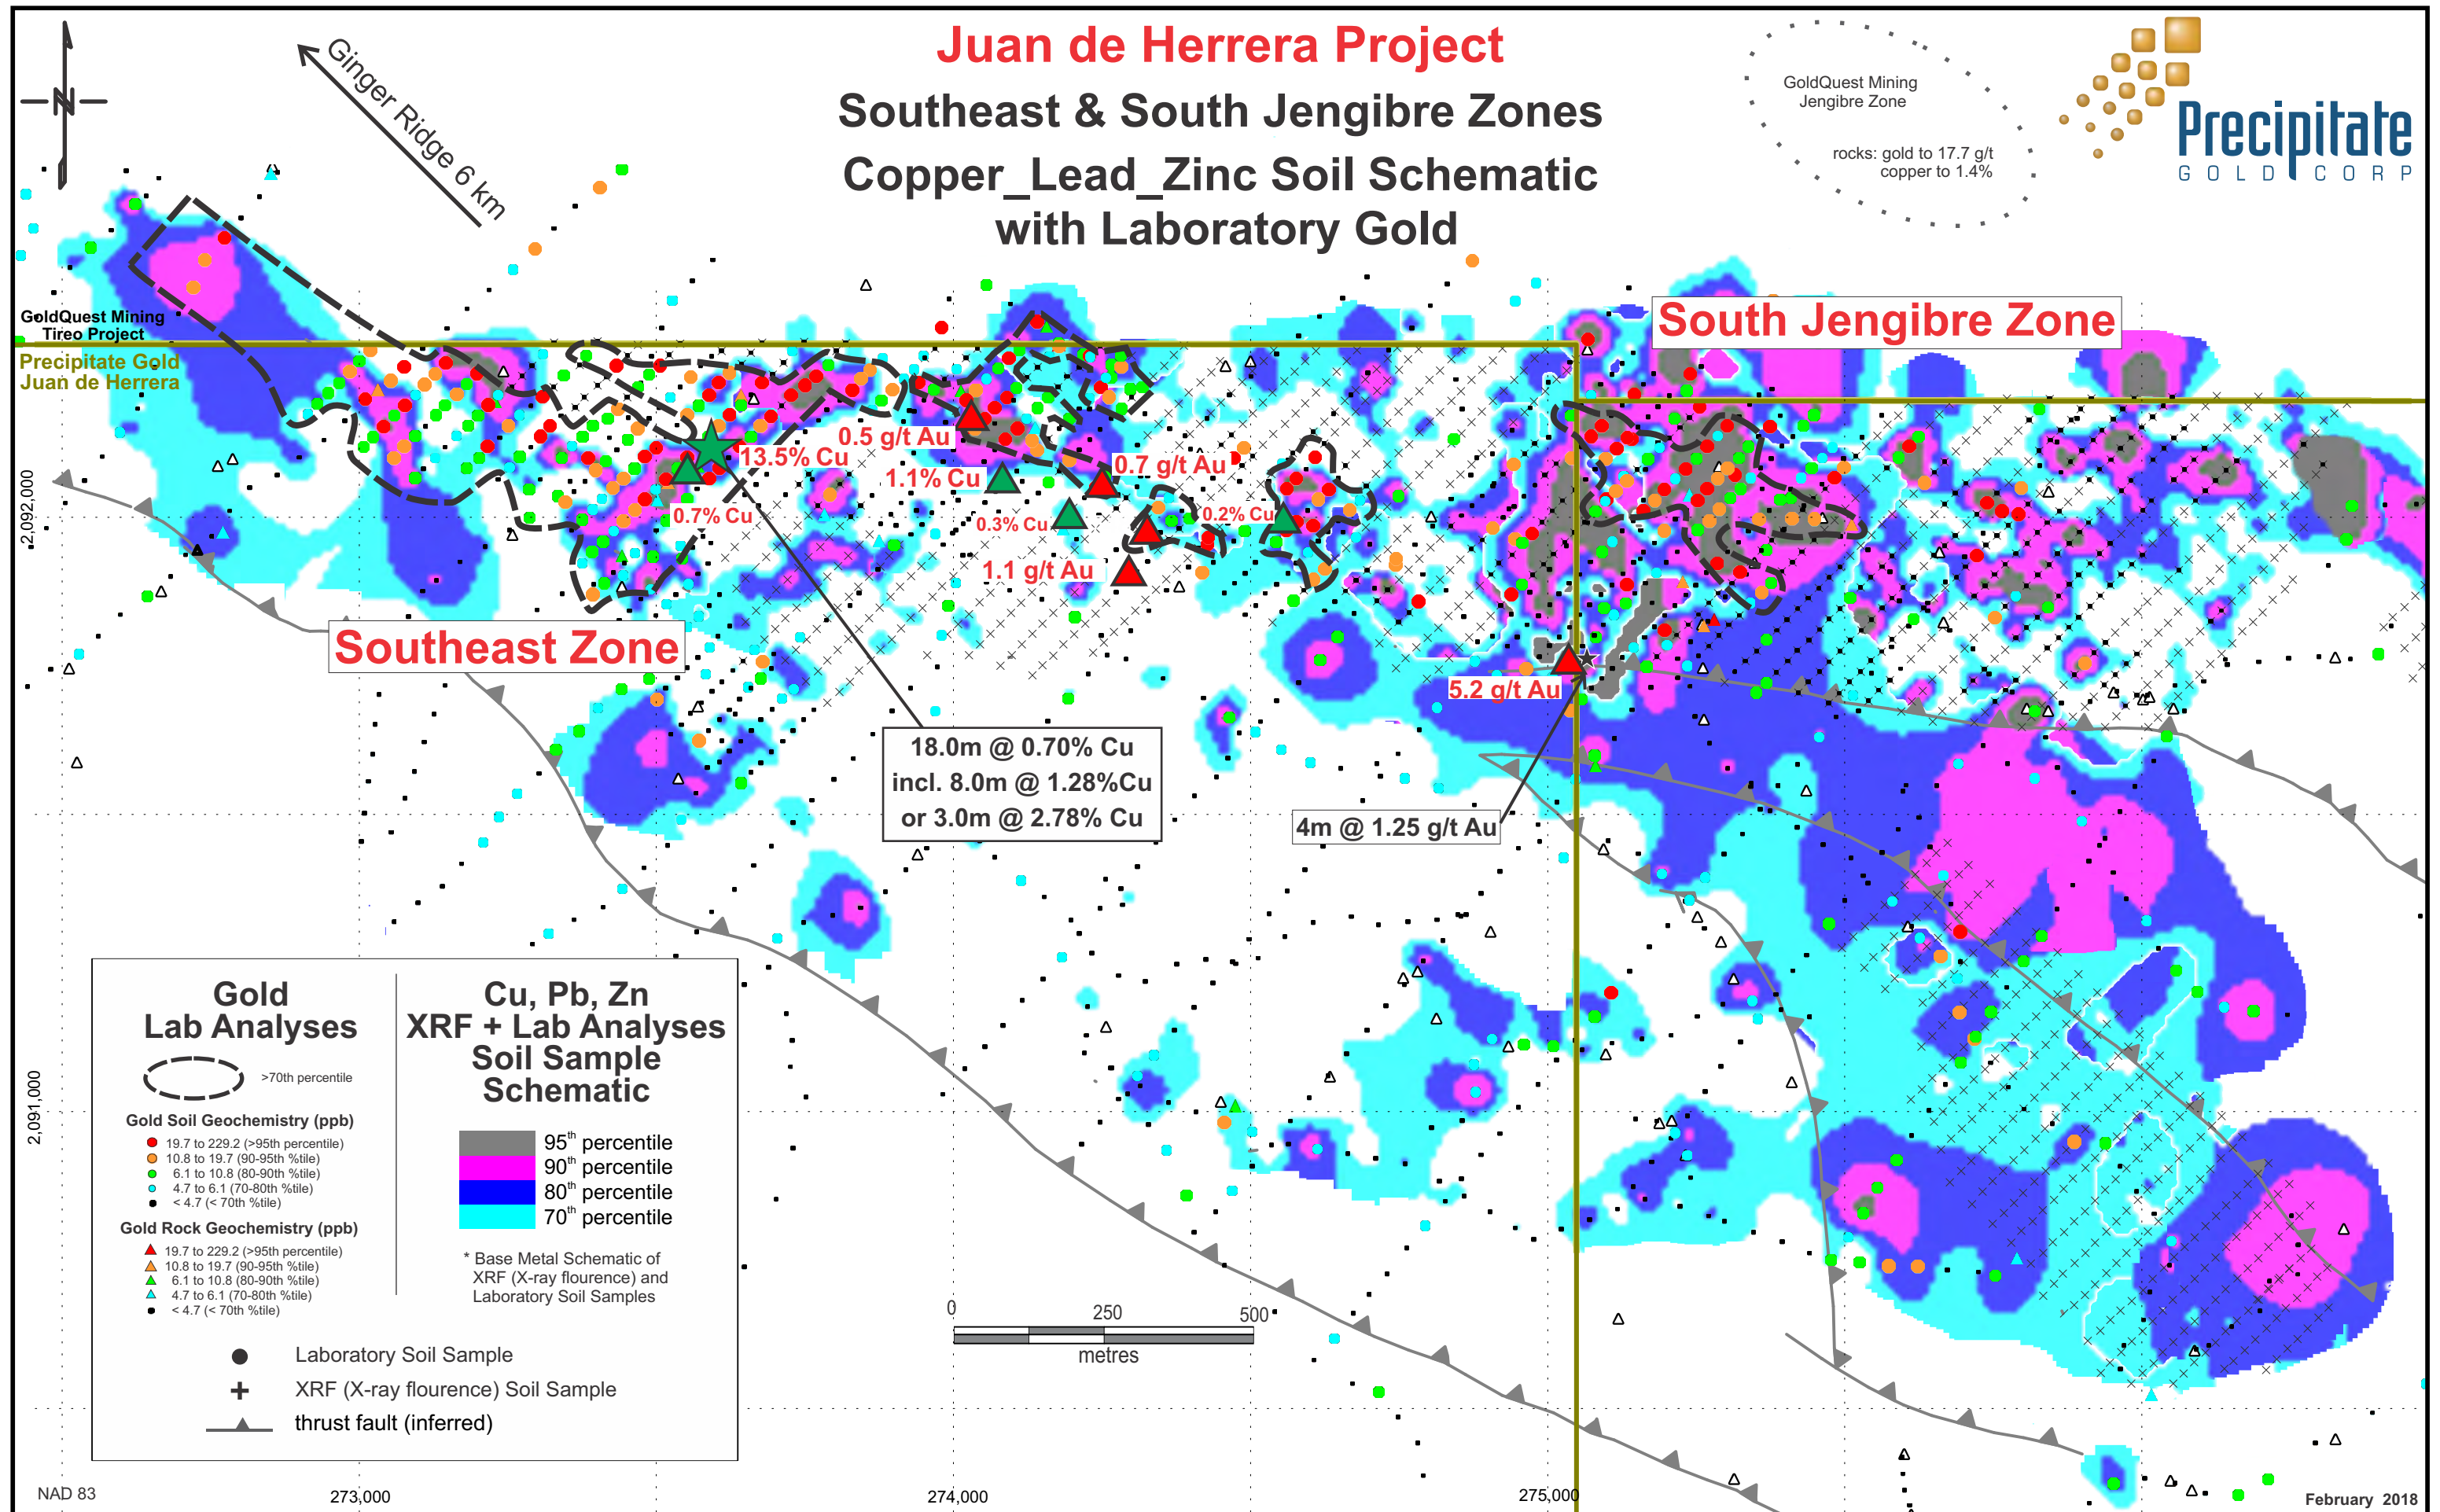 Juan de Herrera Project
Southeast & South Jengibre Zones
Copper_Lead_Zinc Soil Schematic
with Laboratory Gold
N
Ginger Ridge 6 km
GoldQuest Mining
Jengibre Zone
rocks: gold to 17.7 g/t
copper to 1.4%
Precipitate
GOLD CORP
GoldQuest Mining
Tireo Project
Precipitate Gold
Juan de Herrera
South Jengibre Zone
0.5 g/t Au
13.5% Cu
0.7 g/t Au
1.1% Cu
0.7% Cu
0.3% Cu
0.2% Cu
1.1 g/t Au
Southeast Zone
5.2 g/t Au
18.0m @ 0.70% Cu
incl. 8.0m @ 1.28%Cu
or 3.0m @ 2.78% Cu
4m @ 1.25 g/t Au
2,092,000
2,091,000
Gold
Lab Analyses
>70th percentile
Gold Soil Geochemistry (ppb)
19.7 to 229.2 (>95th percentile)
10.8 to 19.7 (90-95th %tile)
6.1 to 10.8 (80-90th %tile)
4.7 to 6.1 (70-80th %tile)
< 4.7 (< 70th %tile)
Gold Rock Geochemistry (ppb)
19.7 to 229.2 (>95th percentile)
10.8 to 19.7 (90-95th %tile)
6.1 to 10.8 (80-90th %tile)
4.7 to 6.1 (70-80th %tile)
< 4.7 (< 70th %tile)
Cu, Pb, Zn
XRF + Lab Analyses
Soil Sample
Schematic
95th percentile
90th percentile
80th percentile
70th percentile
* Base Metal Schematic of
XRF (X-ray flourence) and
Laboratory Soil Samples
Laboratory Soil Sample
XRF (X-ray flourence) Soil Sample
thrust fault (inferred)
0 250 500
metres
NAD 83
273,000
274,000
275,000
February 2018